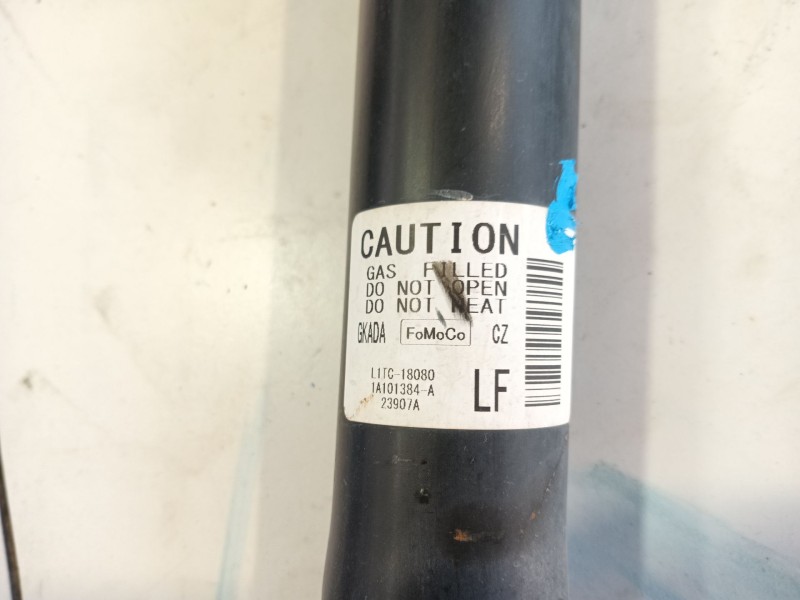 CAUTION
GAS FILLED
DO NOT OPEN
DO NOT HEAT
GKADA FoMoCo CZ
L1TC-18080
1A101384-A
23907A
LF